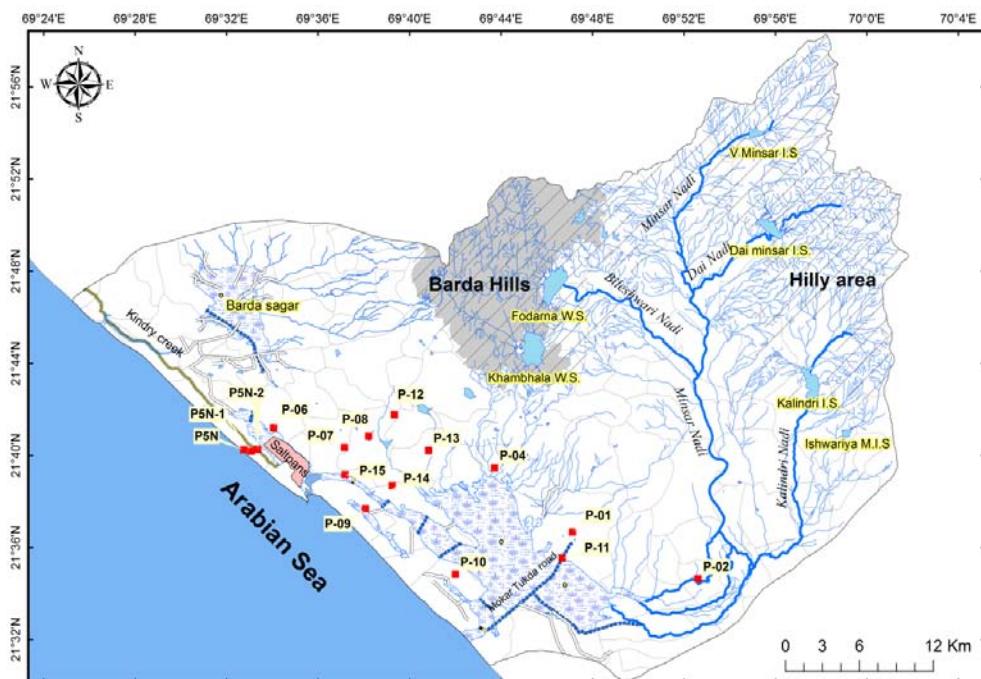 69°24'E 69°28'E 69°32'E 69°36'E 69°40'E 69°44'E 69°48'E 69°52'E 69°56'E 70°0'E 70°4'E
N
W E
S
21°56'N
21°52'N
21°48'N
21°44'N
21°40'N
21°36'N
21°32'N
V Minsar I.S
Minsar Nadi
Dai Nadi
Dai minsar I.S.
Hilly area
Barda Hills
Bileshwari Nadi
Fodarna W.S.
Barda sagar
Kindry creek
Khambhala W.S.
Kalindri I.S.
Minsar Nadi
Kalindri Nadi
Ishwariya M.I.S
P5N-2
P5N-1
P5N
P-06
P-12
P-08
P-07
P-13
P-04
Saltpans
P-15
P-14
P-09
P-01
P-11
P-10
P-02
Mokar Tukda road
Arabian Sea
0 3 6 12 Km